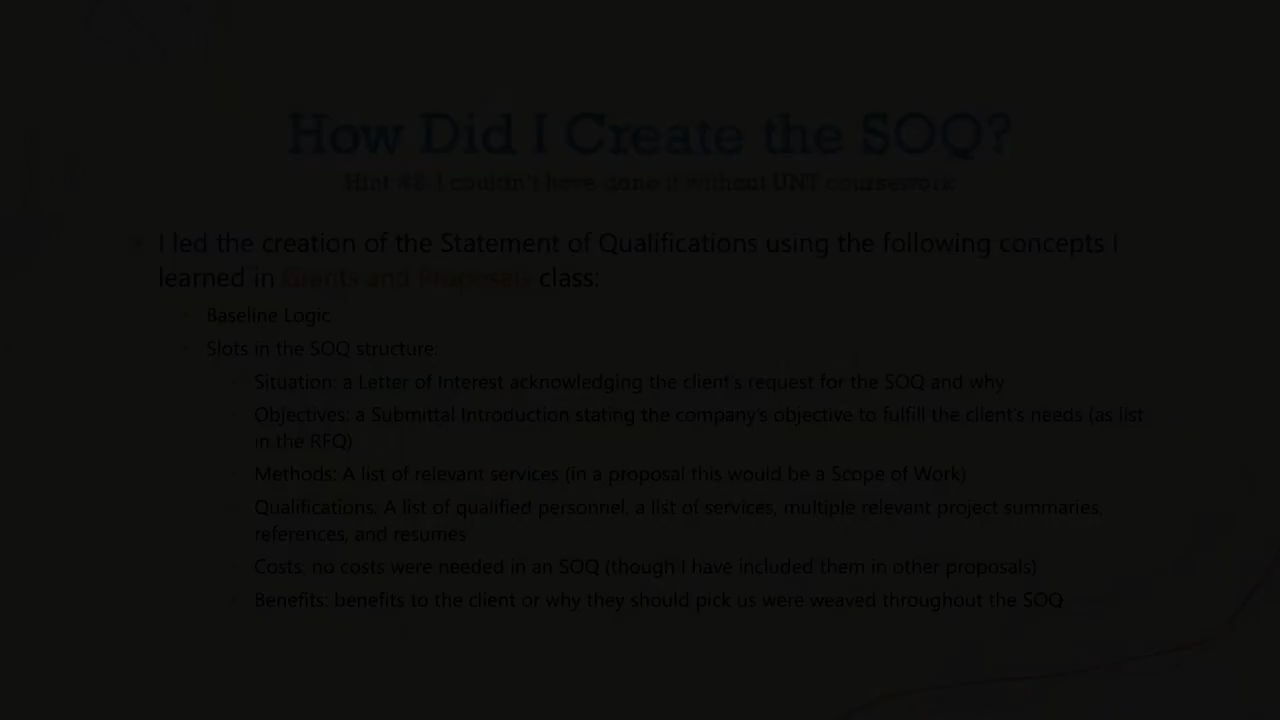 How Did I Create the SOQ?
Hint #8-I couldn't have done it without UNT coursework
I led the creation of the Statement of Qualifications using the following concepts I
learned in Grants and Proposals class:
Baseline Logic
Slots in the SOQ structure:
Situation: a Letter of Interest acknowledging the client's request for the SOQ and why
Objectives: a Submittal Introduction stating the company's objective to fulfill the client's needs (as list
in the RFQ)
Methods: A list of relevant services (in a proposal this would be a Scope of Work)
Qualifications: A list of qualified personnel, a list of services, multiple relevant project summaries,
references, and resumes
Costs, no costs were needed in an SOQ (though I have included them in other proposals)
Benefits: benefits to the client or why they should pick us were weaved throughout the SOQ